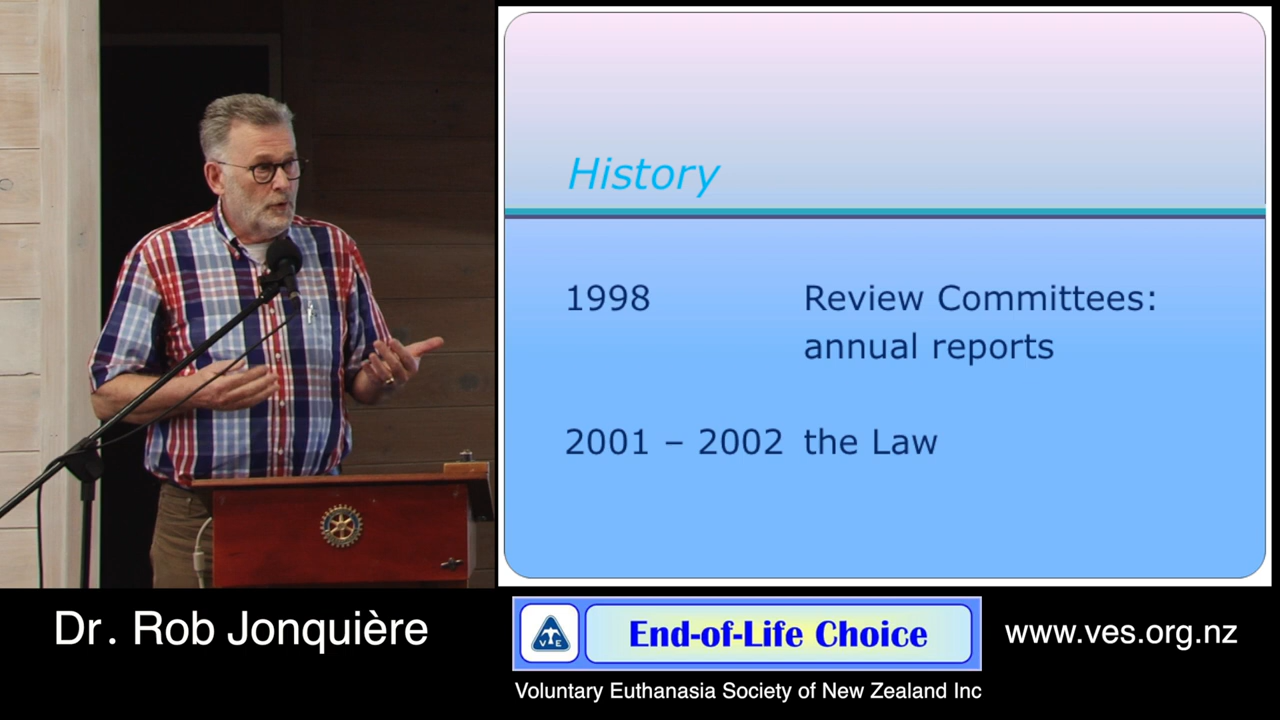 History
1998 Review Committees:
annual reports
2001 – 2002 the Law
Dr. Rob Jonquière
VE
End-of-Life Choice
www.ves.org.nz
Voluntary Euthanasia Society of New Zealand Inc